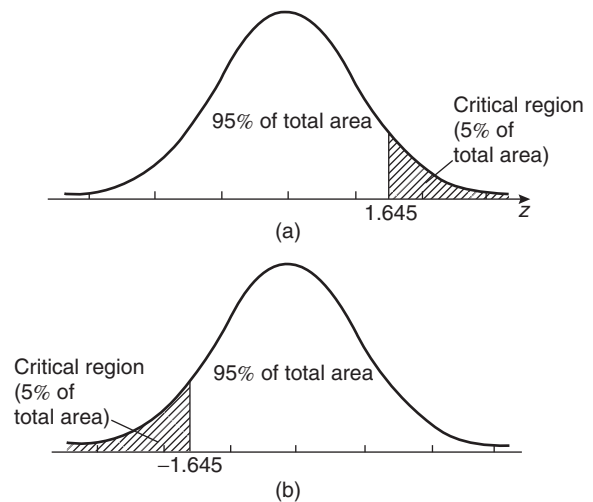 95% of total area
Critical region
(5% of
total area)
1.645
z
(a)
Critical region
(5% of
total area)
95% of total area
−1.645
(b)